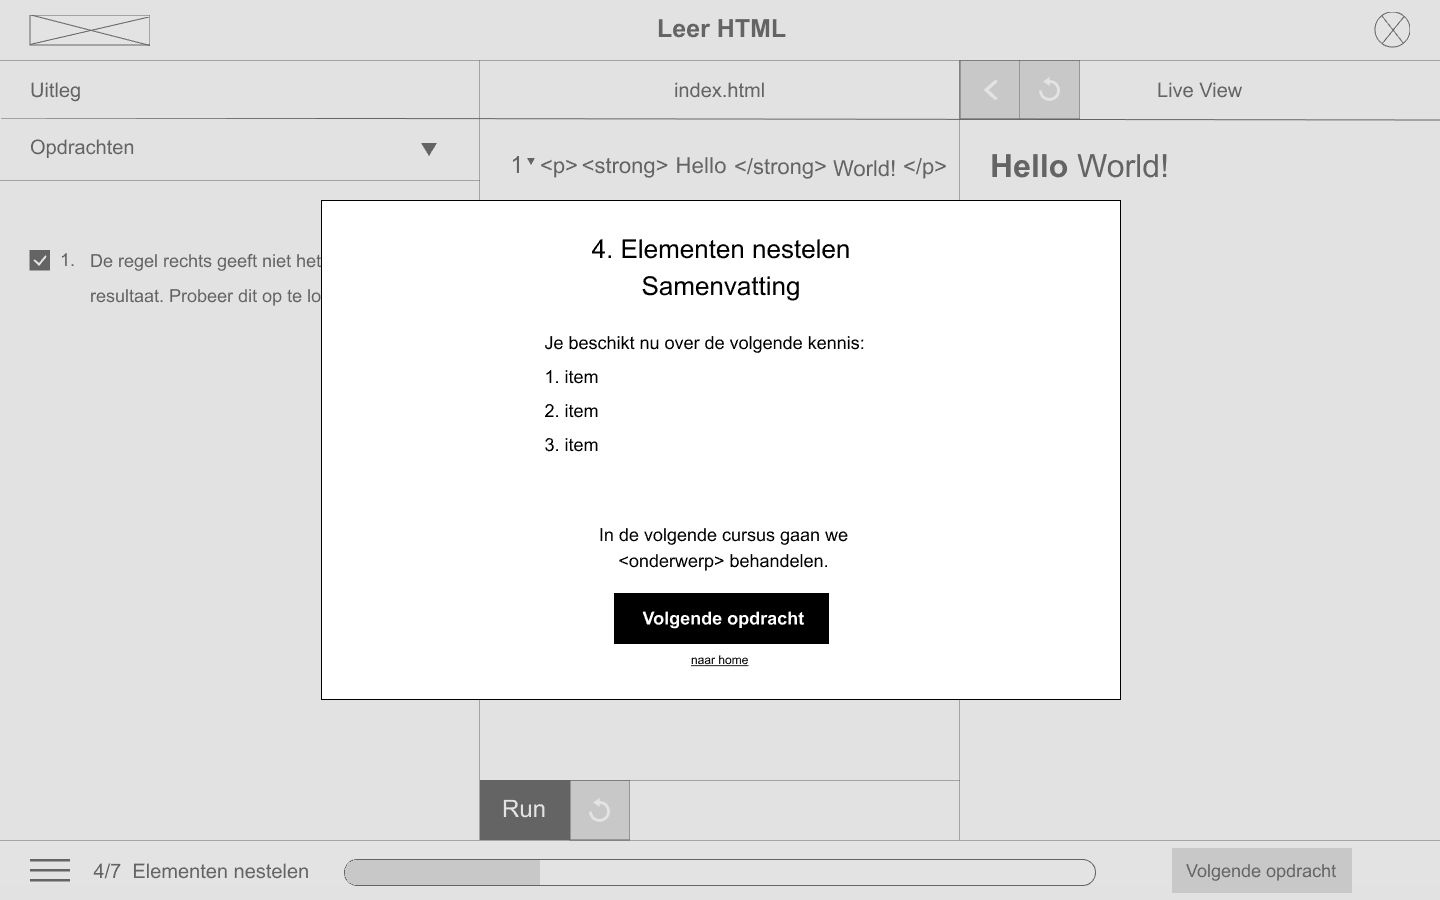 Leer HTML
Uitleg
index.html
Live View
Opdrachten
1 <p> <strong> Hello </strong> World! </p>
Hello World!
1. De regel rechts geeft niet het
resultaat. Probeer dit op te lo
4. Elementen nestelen
Samenvatting
Je beschikt nu over de volgende kennis:
1. item
2. item
3. item
In de volgende cursus gaan we
<onderwerp> behandelen.
Volgende opdracht
naar home
Run
4/7 Elementen nestelen
Volgende opdracht